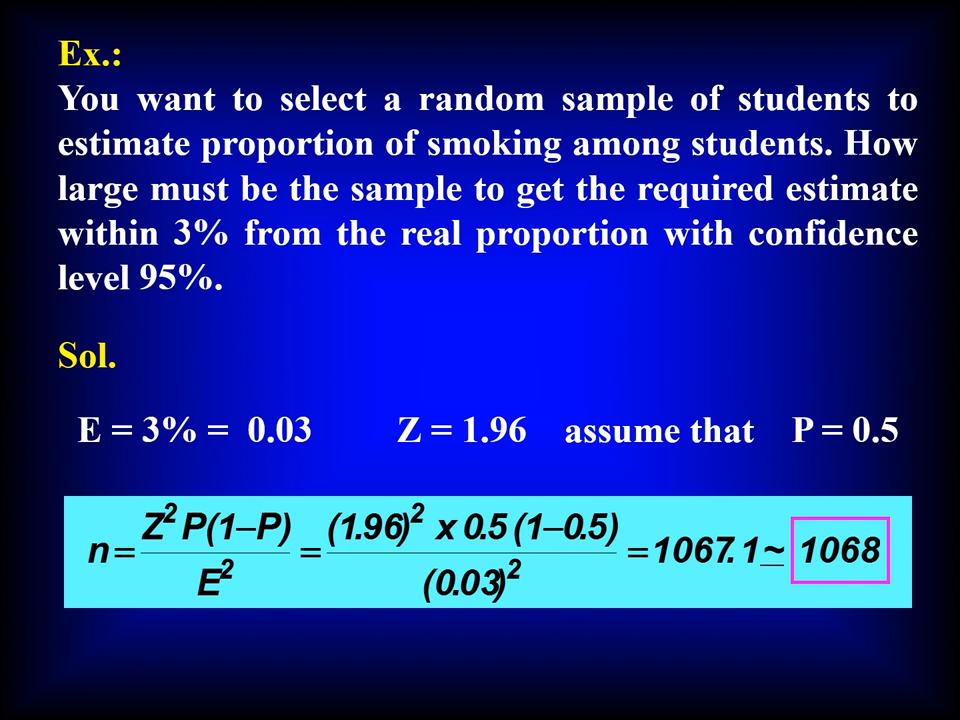 Ex.:
You want to select a random sample of students to
estimate proportion of smoking among students. How
large must be the sample to get the required estimate
within 3% from the real proportion with confidence
level 95%.
Sol.
E = 3% = 0.03 Z = 1.96 assume that P = 0.5
n = Z² P(1–P) / E² = (1.96)² x 0.5 (1–0.5) / (0.03)² = 1067.1 ~ 1068